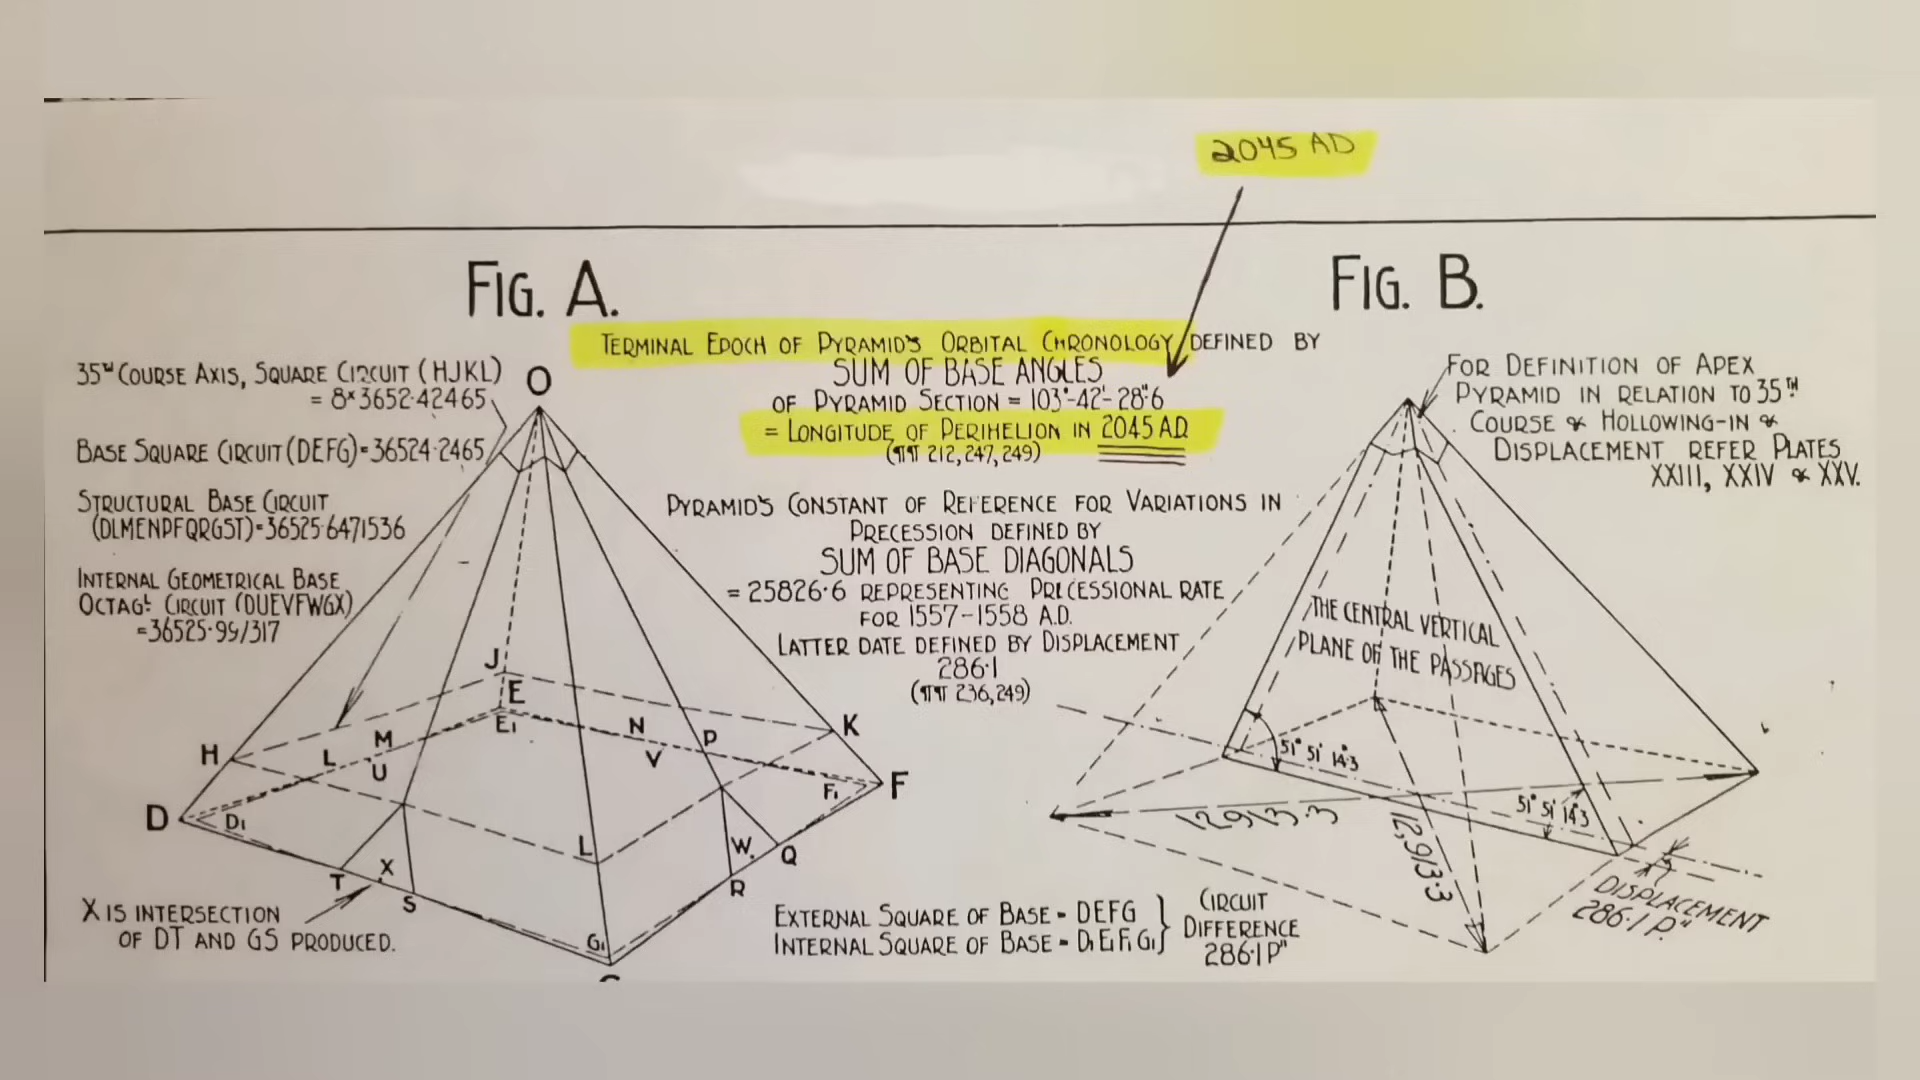 2045 AD
FIG. A.
FIG. B.
TERMINAL EPOCH OF PYRAMID'S ORBITAL CHRONOLOGY DEFINED BY
SUM OF BASE ANGLES
OF PYRAMID SECTION = 103°-42'-28"·6
= LONGITUDE OF PERIHELION IN 2045 A.D.
(¶¶ 212, 247, 249)
35TH COURSE AXIS, SQUARE CIRCUIT (HJKL)
= 8 × 3652·42465
BASE SQUARE CIRCUIT (DEFG) = 36524·2465
STRUCTURAL BASE CIRCUIT
(DLMENPFQRGST) = 36525·6471536
INTERNAL GEOMETRICAL BASE
OCTAGL CIRCUIT (DUEVFWGX)
= 36525·99/317
PYRAMID'S CONSTANT OF REFERENCE FOR VARIATIONS IN
PRECESSION DEFINED BY
SUM OF BASE DIAGONALS
= 25826·6 REPRESENTING PRECESSIONAL RATE
FOR 1557-1558 A.D.
LATTER DATE DEFINED BY DISPLACEMENT
286·1
(¶¶ 236, 249)
FOR DEFINITION OF APEX
PYRAMID IN RELATION TO 35TH
COURSE & HOLLOWING-IN &
DISPLACEMENT REFER PLATES
XXIII, XXIV & XXV.
O
J
E
E1
H
L
M
U
N
V
P
K
D
D1
F1
F
L
W.
Q
T
X
S
R
G1
G
X IS INTERSECTION
OF DT AND GS PRODUCED.
EXTERNAL SQUARE OF BASE = DEFG
INTERNAL SQUARE OF BASE = D1 E1 F1 G1
CIRCUIT
DIFFERENCE
286·1 P"
THE CENTRAL VERTICAL
PLANE OF THE PASSAGES
51° 51' 14"·3
51° 51' 14"·3
12913·3
12913·3
DISPLACEMENT
286·1 P."